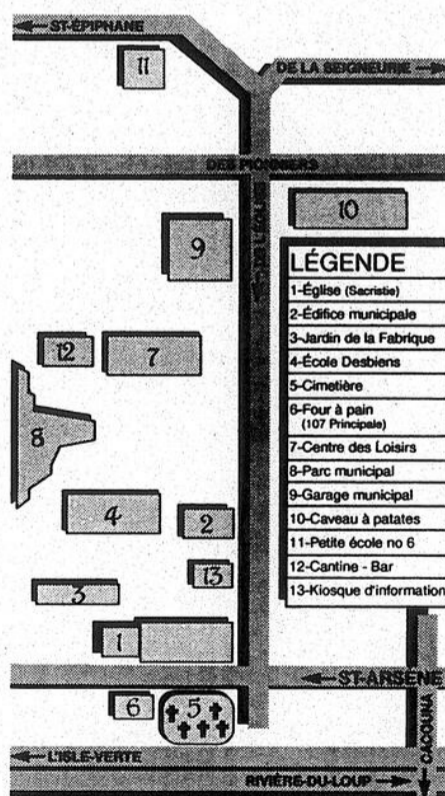 ST-ÉPIPHANE
11
DE LA SEIGNEURIE
DES PIONNIERS
DE L'ÉGLISE
10
9
LÉGENDE
1-Église (Sacristie)
2-Édifice municipale
3-Jardin de la Fabrique
4-École Desbiens
5-Cimetière
6-Four à pain
(107 Principale)
7-Centre des Loisirs
8-Parc municipal
9-Garage municipal
10-Caveau à patates
11-Petite école no 6
12-Cantine - Bar
13-Kiosque d'information
12
7
8
4
2
13
3
1
ST-ARSENE
6
5
CACOUNA
L'ISLE-VERTE
RIVIÈRE-DU-LOUP